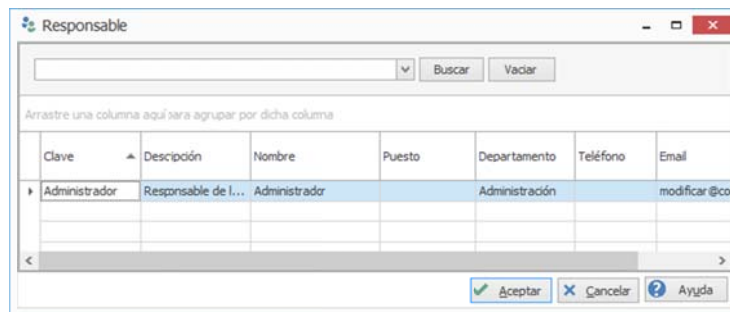 Responsable
Buscar Vaciar
Arrastre una columna aquí para agrupar por dicha columna
Clave Descipción Nombre Puesto Departamento Teléfono Email
Administrador Responsable de l... Administrador Administración modificar@co
Aceptar Cancelar Ayuda